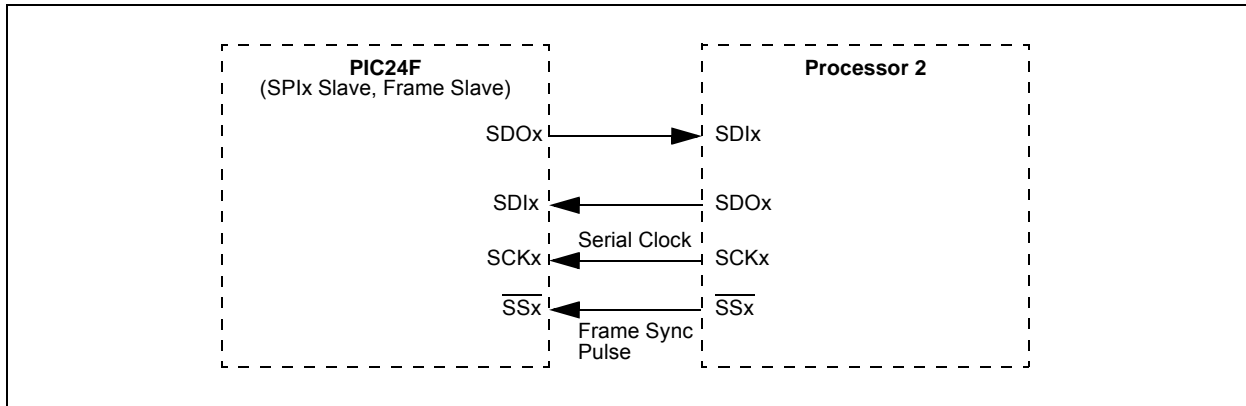 PIC24F
(SPIx Slave, Frame Slave)
Processor 2
SDOx
SDIx
SDIx
SDOx
Serial Clock
SCKx
SCKx
SSx
SSx
Frame Sync
Pulse